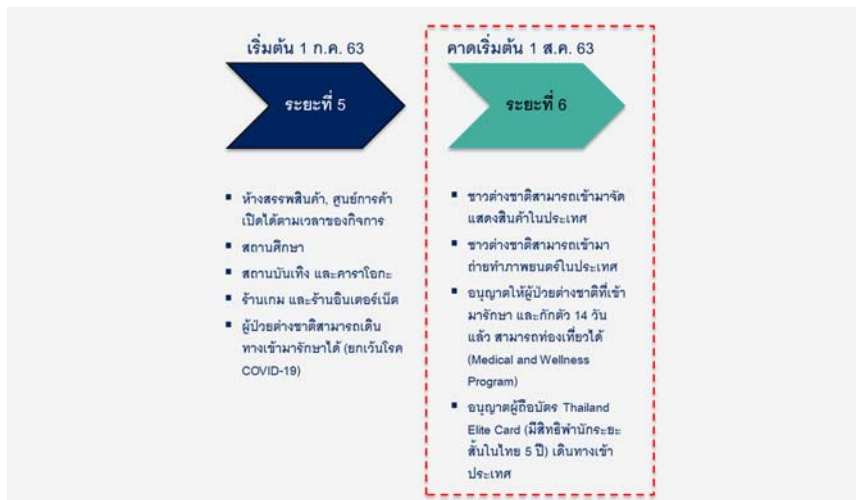 เริ่มต้น 1 ก.ค. 63
ระยะที่ 5
ห้างสรรพสินค้า, ศูนย์การค้า
เปิดได้ตามเวลาของกิจการ
สถานศึกษา
สถานบันเทิง และคาราโอกะ
ร้านเกม และร้านอินเตอร์เน็ต
ผู้ป่วยต่างชาติสามารถเดิน
ทางเข้ามารักษาได้ (ยกเว้นโรค
COVID-19)
คาดเริ่มต้น 1 ส.ค. 63
ระยะที่ 6
ชาวต่างชาติสามารถเข้ามาจัด
แสดงสินค้าในประเทศ
ชาวต่างชาติสามารถเข้ามา
ถ่ายทำภาพยนตร์ในประเทศ
อนุญาตให้ผู้ป่วยต่างชาติที่เข้า
มารักษา และกักตัว 14 วัน
แล้ว สามารถท่องเที่ยวได้
(Medical and Wellness
Program)
อนุญาตผู้ถือบัตร Thailand
Elite Card (มีสิทธิพำนักระยะ
สั้นในไทย 5 ปี) เดินทางเข้า
ประเทศ